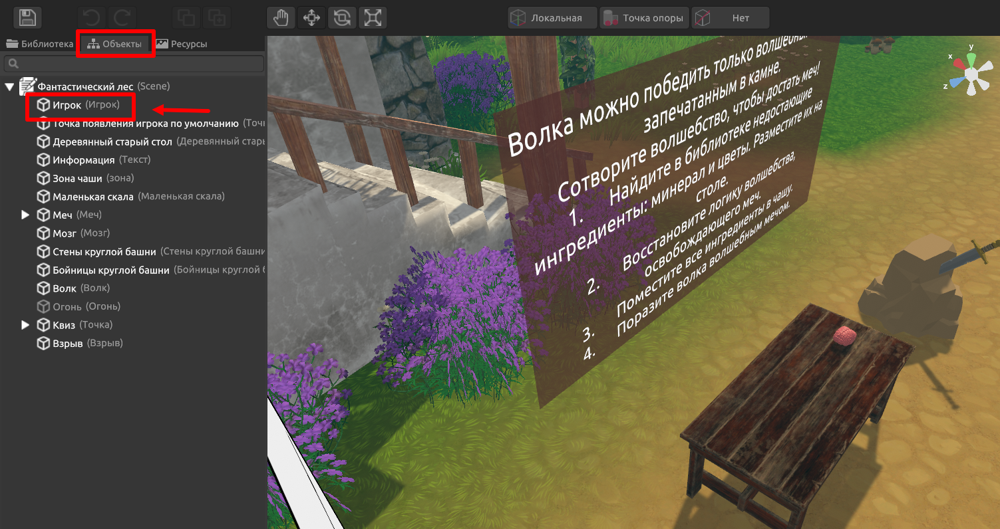 Локальная
Точка опоры
Нет
Библиотека
Объекты
Ресурсы
Фантастический лес (Scene)
Игрок (Игрок)
Точка появления игрока по умолчанию (Точ
Деревянный старый стол (Деревянный стары
Информация (Текст)
Зона чаши (зона)
Маленькая скала (Маленькая скала)
Меч (Меч)
Мозг (Мозг)
Стены круглой башни (Стены круглой башни
Бойницы круглой башни (Бойницы круглой б
Волк (Волк)
Огонь (Огонь)
Квиз (Точка)
Взрыв (Взрыв)
Волка можно победить только
запечатанным в камне.
Сотворите волшебство, чтобы достать меч!
1. Найдите в библиотеке недостающие
ингредиенты: минерал и цветы. Разместите их на
столе.
2. Восстановите логику волшебства,
освобождающего меч.
3. Поместите все ингредиенты в чашу.
4. Поразите волка волшебным мечом.
y
x
z